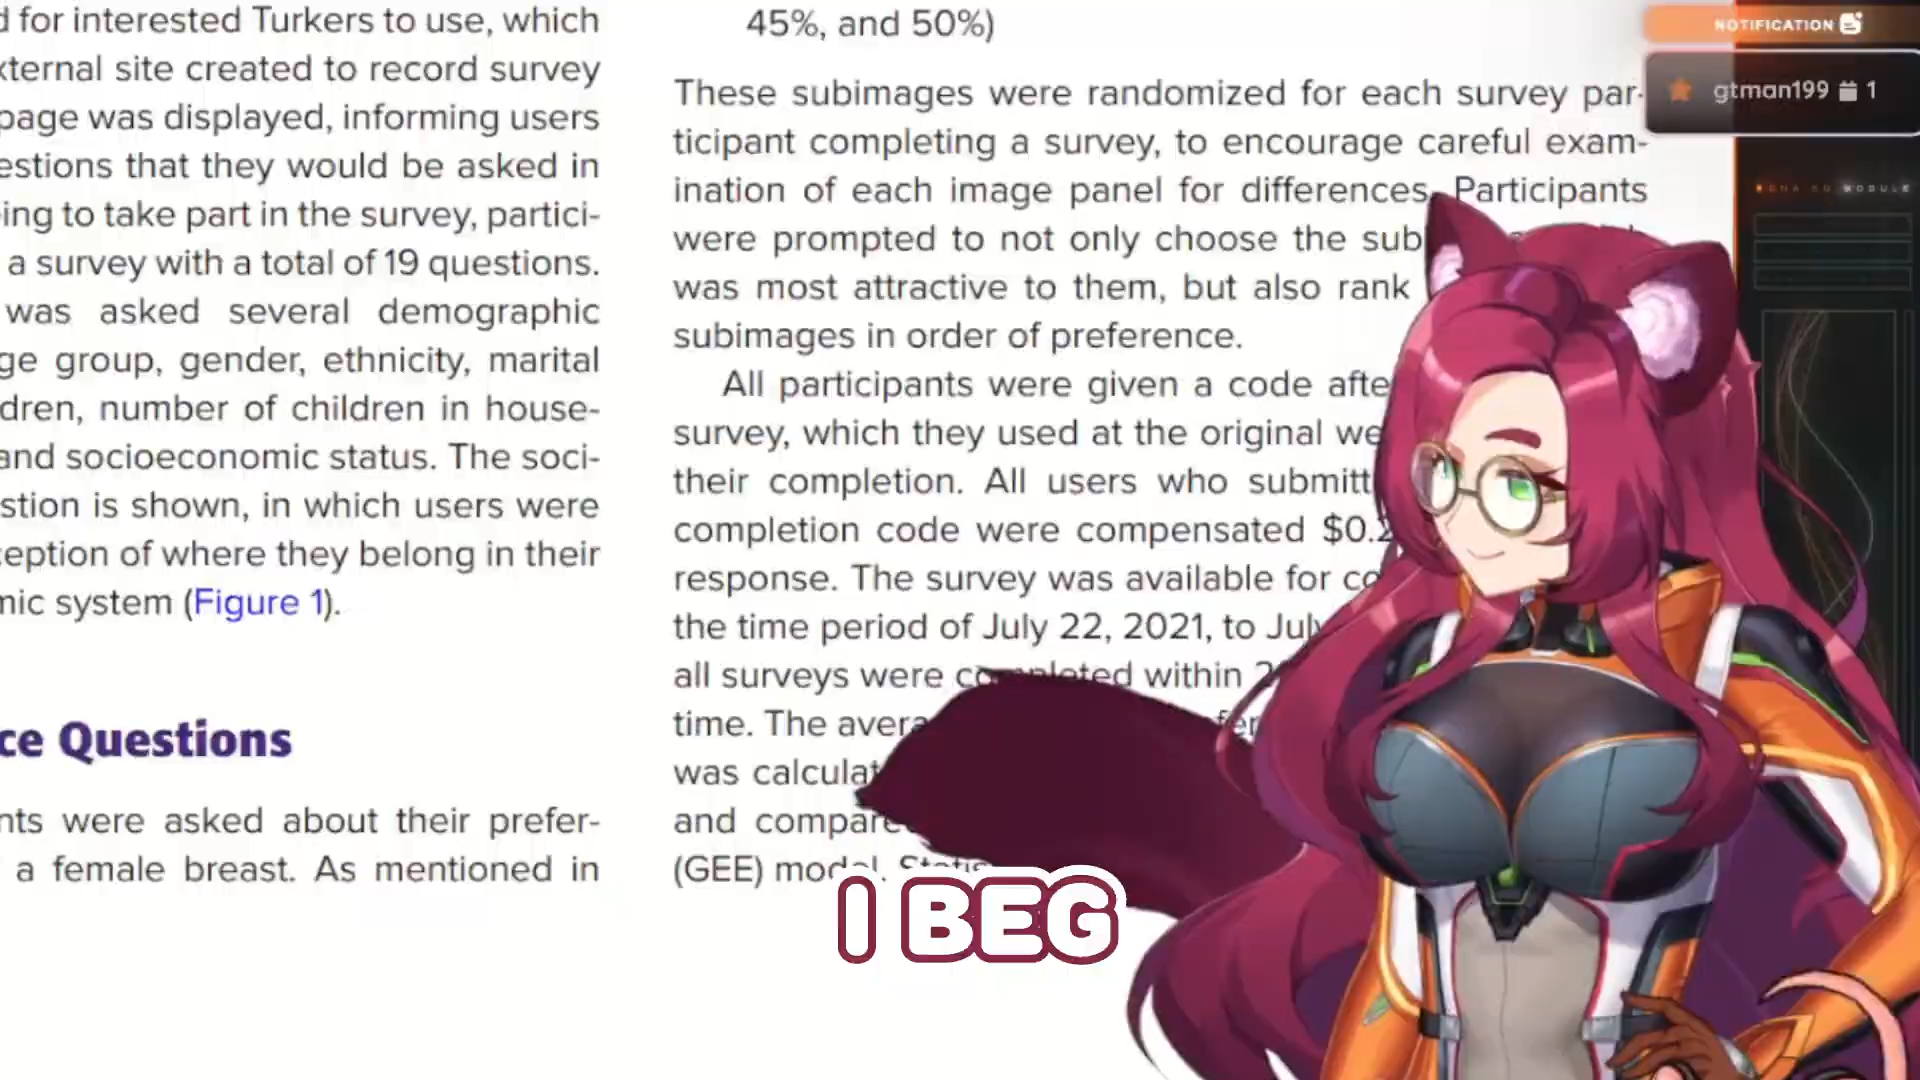 d for interested Turkers to use, which
xternal site created to record survey
page was displayed, informing users
estions that they would be asked in
ing to take part in the survey, partici-
a survey with a total of 19 questions.
was asked several demographic
ge group, gender, ethnicity, marital
dren, number of children in house-
and socioeconomic status. The soci-
stion is shown, in which users were
ception of where they belong in their
mic system (Figure 1).
ce Questions
nts were asked about their prefer-
a female breast. As mentioned in
45%, and 50%)
These subimages were randomized for each survey par-
ticipant completing a survey, to encourage careful exam-
ination of each image panel for differences. Participants
were prompted to not only choose the sub
was most attractive to them, but also rank
subimages in order of preference.
All participants were given a code afte
survey, which they used at the original we
their completion. All users who submitt
completion code were compensated $0.2
response. The survey was available for co
the time period of July 22, 2021, to July
all surveys were completed within 2
time. The avera fer
was calculat
and compare
(GEE) model. Statis
I BEG
NOTIFICATION
gtman199 1
MODULE